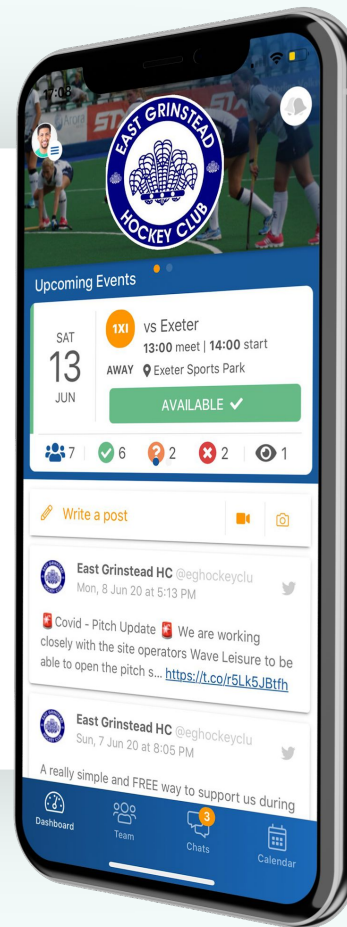 17:08
Arora
STX
EAST GRINSTEAD
HOCKEY CLUB
Upcoming Events
SAT
13
JUN
1XI
vs Exeter
13:00 meet | 14:00 start
AWAY Exeter Sports Park
AVAILABLE ✓
7 6 ? 2 2 1
Write a post
East Grinstead HC @eghockeyclu
Mon, 8 Jun 20 at 5:13 PM
🚨 Covid - Pitch Update 🚨 We are working
closely with the site operators Wave Leisure to be
able to open the pitch s... https://t.co/r5Lk5JBtfh
East Grinstead HC @eghockeyclu
Sun, 7 Jun 20 at 8:05 PM
A really simple and FREE way to support us during
Dashboard
Team
3
Chats
Calendar